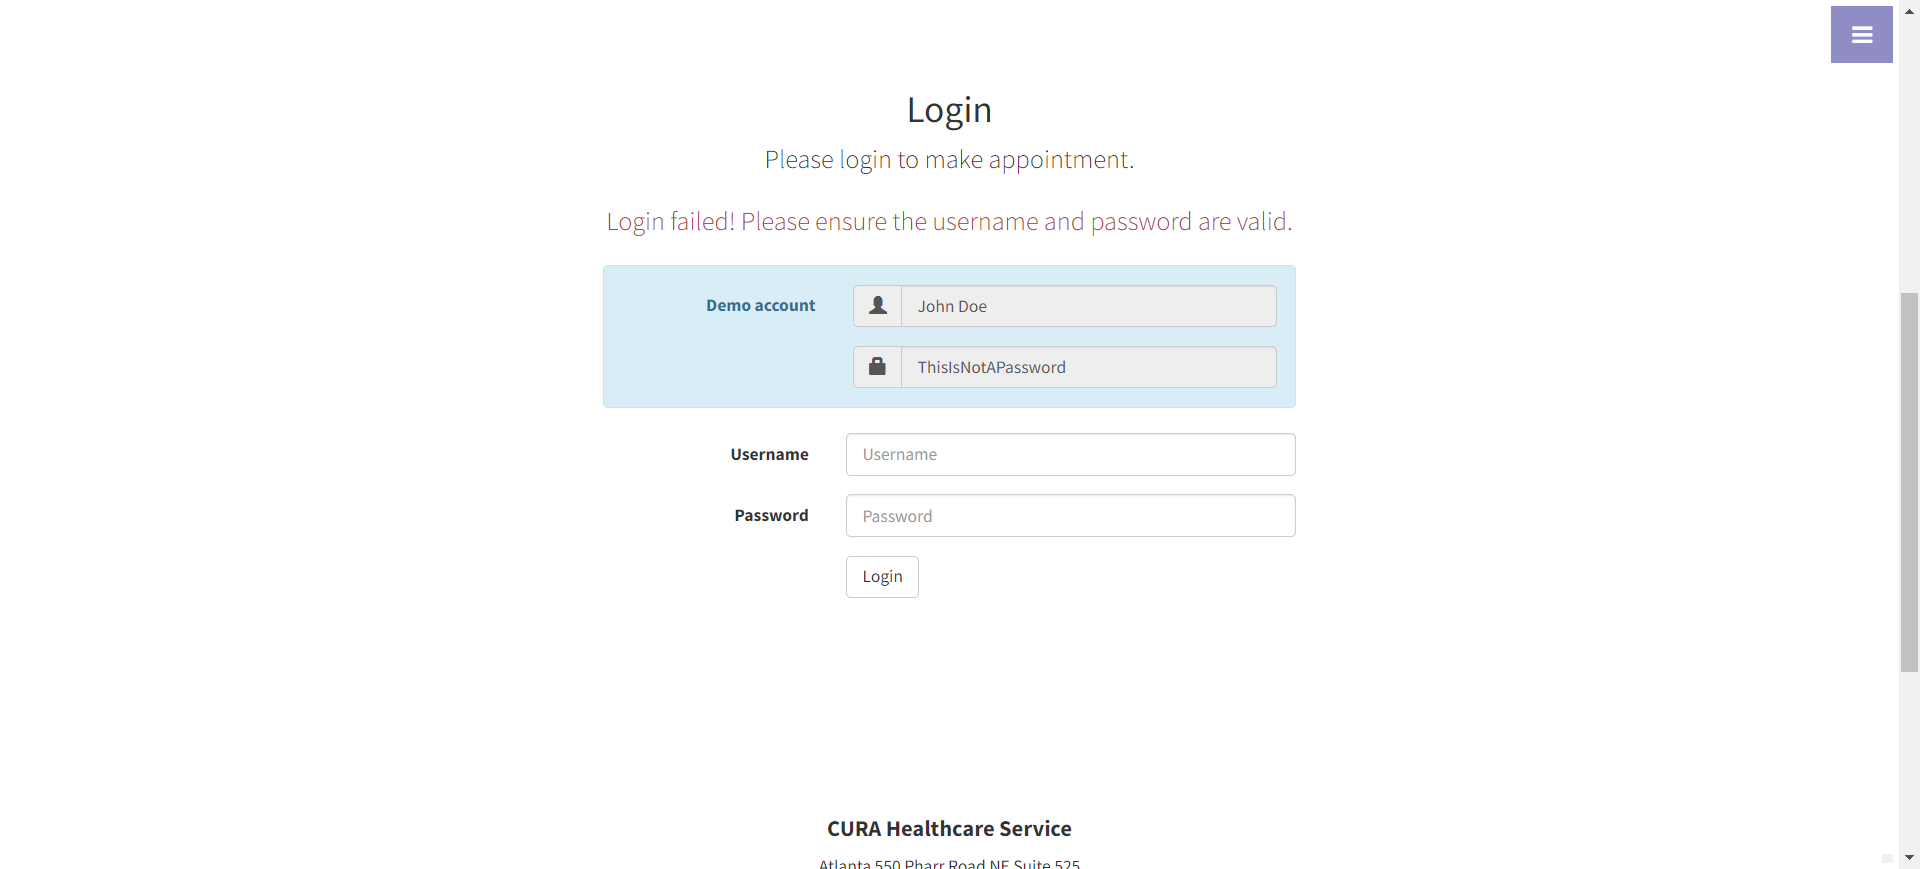 Login
Please login to make appointment.
Login failed! Please ensure the username and password are valid.
Demo account
John Doe
ThisIsNotAPassword
Username
Username
Password
Password
Login
CURA Healthcare Service
Atlanta 550 Pharr Road NE Suite 525